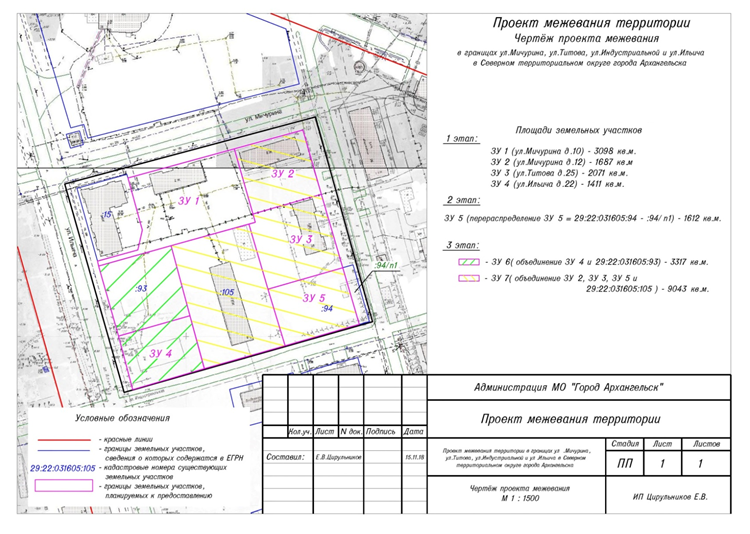 Проект межевания территории
Чертёж проекта межевания
в границах ул.Мичурина, ул.Титова, ул.Индустриальной и ул.Ильича
в Северном территориальном округе города Архангельска
Площади земельных участков
1 этап:
ЗУ 1 (ул.Мичурина д.10) - 3098 кв.м.
ЗУ 2 (ул.Мичурина д.12) - 1687 кв.м
ЗУ 3 (ул.Титова д.25) - 2071 кв.м.
ЗУ 4 (ул.Ильича д.22) - 1411 кв.м.
2 этап:
ЗУ 5 (перераспределение ЗУ 5 = 29:22:031605:94 - :94/п1) - 1612 кв.м.
3 этап:
- ЗУ 6( объединение ЗУ 4 и 29:22:031605:93) - 3317 кв.м.
- ЗУ 7( объединение ЗУ 2, ЗУ 3, ЗУ 5 и
29:22:031605:105 ) - 9043 кв.м.
ул. Мичурина
ул.Ильича
:15
ЗУ 1
ЗУ 2
ЗУ 3
:94/п1
:93
:105
ЗУ 5
:94
ЗУ 4
Условные обозначения
- красные линии
- границы земельных участков,
сведения о которых содержатся в ЕГРН
29:22:031605:105 - кадастровые номера существующих
земельных участков
- границы земельных участков,
планируемых к предоставлению
Кол.уч. Лист N док. Подпись Дата
Составил: Е.В.Цирульников 15.11.18
Администрация МО "Город Архангельск"
Проект межевания территории
Проект межевания территории в границах ул .Мичурина,
ул.Титова, ул.Индустриальной и ул. Ильича в Северном
территориальном округе города Архангельска
Стадия Лист Листов
ПП 1 1
Чертёж проекта межевания
М 1 : 1500
ИП Цирульников Е.В.